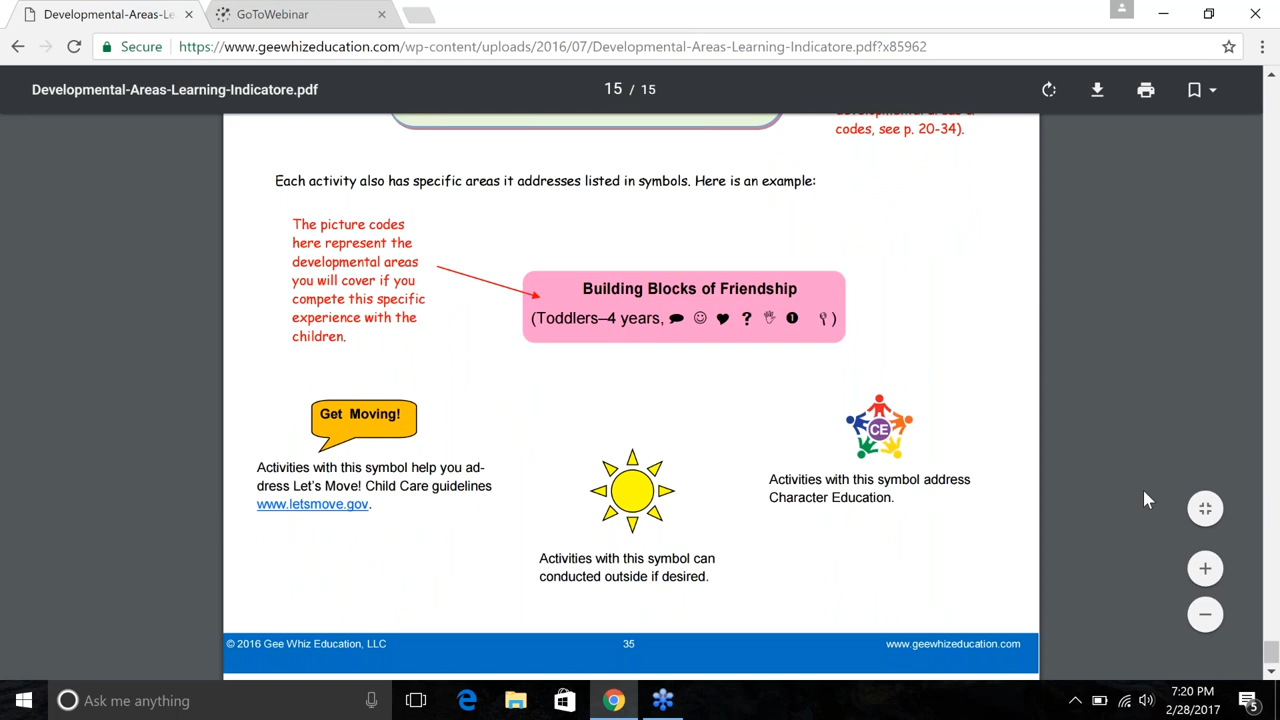 Developmental-Areas-Le
GoToWebinar
Secure
https://www.geewhizeducation.com/wp-content/uploads/2016/07/Developmental-Areas-Learning-Indicatore.pdf?x85962
Developmental-Areas-Learning-Indicatore.pdf
15 / 15
codes, see p. 20-34).
Each activity also has specific areas it addresses listed in symbols. Here is an example:
The picture codes
here represent the
developmental areas
you will cover if you
compete this specific
experience with the
children.
Building Blocks of Friendship
(Toddlers–4 years, ? 1 )
Get Moving!
Activities with this symbol help you ad-
dress Let's Move! Child Care guidelines
www.letsmove.gov.
Activities with this symbol can
conducted outside if desired.
CE
Activities with this symbol address
Character Education.
© 2016 Gee Whiz Education, LLC
35
www.geewhizeducation.com
Ask me anything
7:20 PM
2/28/2017
5